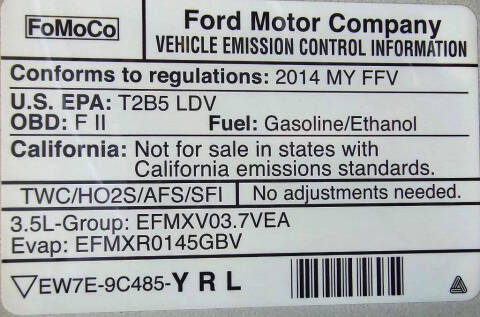 FoMoCo
Ford Motor Company
VEHICLE EMISSION CONTROL INFORMATION
Conforms to regulations: 2014 MY FFV
U.S. EPA: T2B5 LDV
OBD: F II Fuel: Gasoline/Ethanol
California: Not for sale in states with
California emissions standards.
TWC/HO2S/AFS/SFI No adjustments needed.
3.5L-Group: EFMXV03.7VEA
Evap: EFMXR0145GBV
EW7E-9C485-Y R L